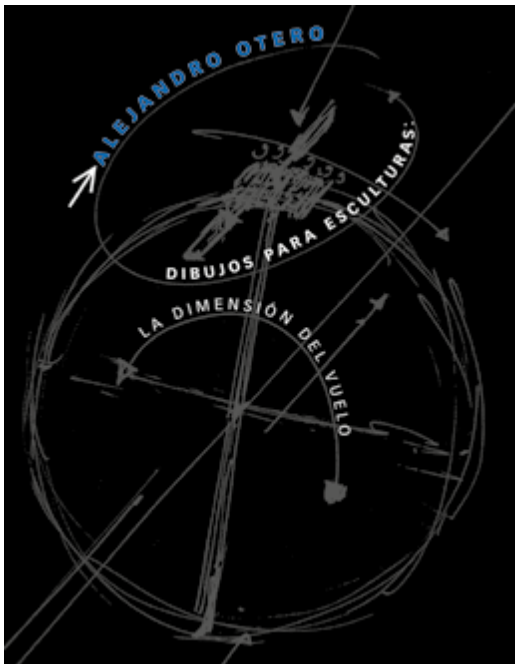 ALEJANDRO OTERO
DIBUJOS PARA ESCULTURAS:
LA DIMENSIÓN DEL VUELO